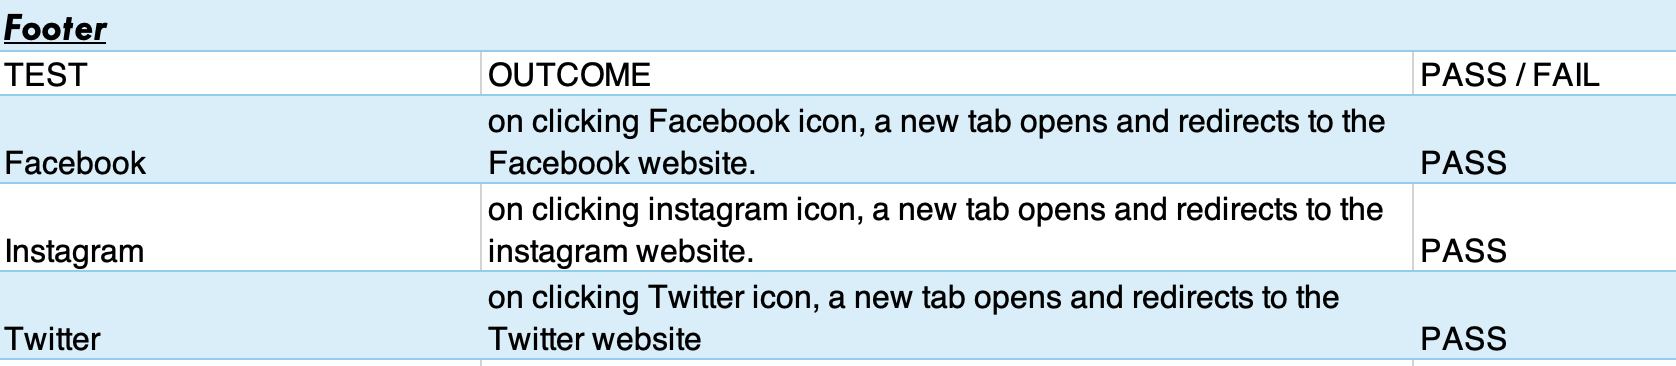 Footer
TEST OUTCOME PASS / FAIL
on clicking Facebook icon, a new tab opens and redirects to the
Facebook Facebook website. PASS
on clicking instagram icon, a new tab opens and redirects to the
Instagram instagram website. PASS
on clicking Twitter icon, a new tab opens and redirects to the
Twitter Twitter website PASS